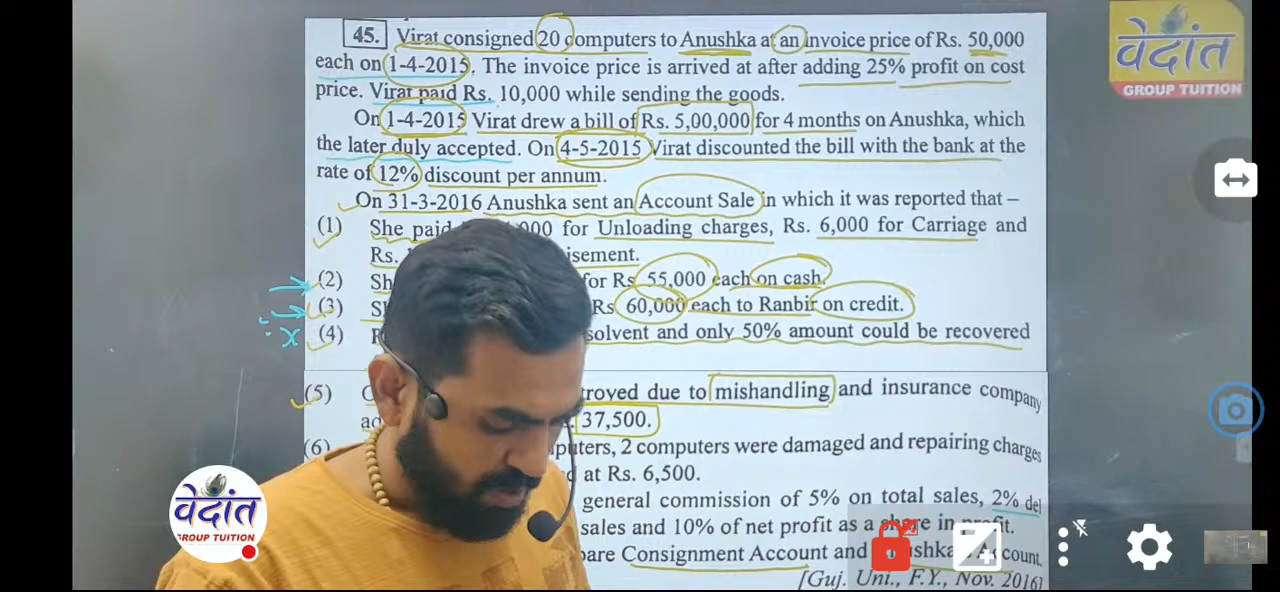 45. Virat consigned 20 computers to Anushka at an invoice price of Rs. 50,000
each on 1-4-2015. The invoice price is arrived at after adding 25% profit on cost
price. Virat paid Rs. 10,000 while sending the goods.
On 1-4-2015 Virat drew a bill of Rs. 5,00,000 for 4 months on Anushka, which
the later duly accepted. On 4-5-2015 Virat discounted the bill with the bank at the
rate of 12% discount per annum.
On 31-3-2016 Anushka sent an Account Sale in which it was reported that –
(1) She paid 000 for Unloading charges, Rs. 6,000 for Carriage and
Rs. isement.
(2) Sh for Rs 55,000 each on cash.
(3) Rs 60,000 each to Ranbir on credit.
x (4) solvent and only 50% amount could be recovered
(5) royed due to mishandling and insurance company
37,500.
(6) puters, 2 computers were damaged and repairing charges
at Rs. 6,500.
general commission of 5% on total sales, 2% del
sales and 10% of net profit as a share in profit.
are Consignment Account and ishka count.
[Guj. Uni., F.Y., Nov. 2016]
वेदांत
GROUP TUITION
वेदांत
GROUP TUITION